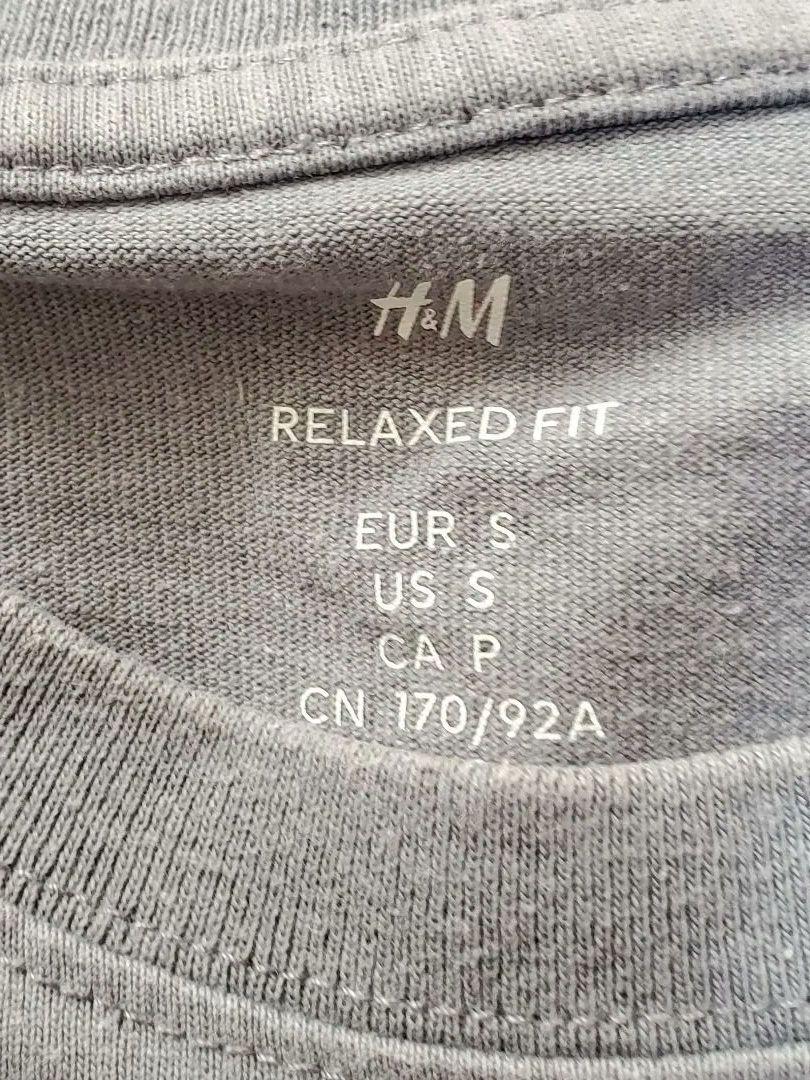 H&M
RELAXED FIT
EUR S
US S
CA P
CN 170/92A